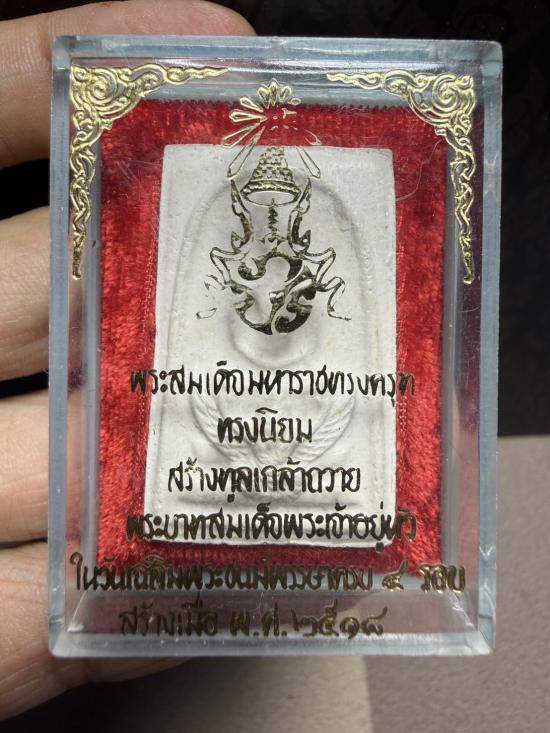 พระสมเด็จมหาราชทรงครุฑ
ทรงนิยม
สร้างทูลเกล้าถวาย
พระบาทสมเด็จพระเจ้าอยู่หัว
ในวันเฉลิมพระชนม์พรรษาครบ ๔ รอบ
สร้างเมื่อ พ.ศ.๒๕๑๘